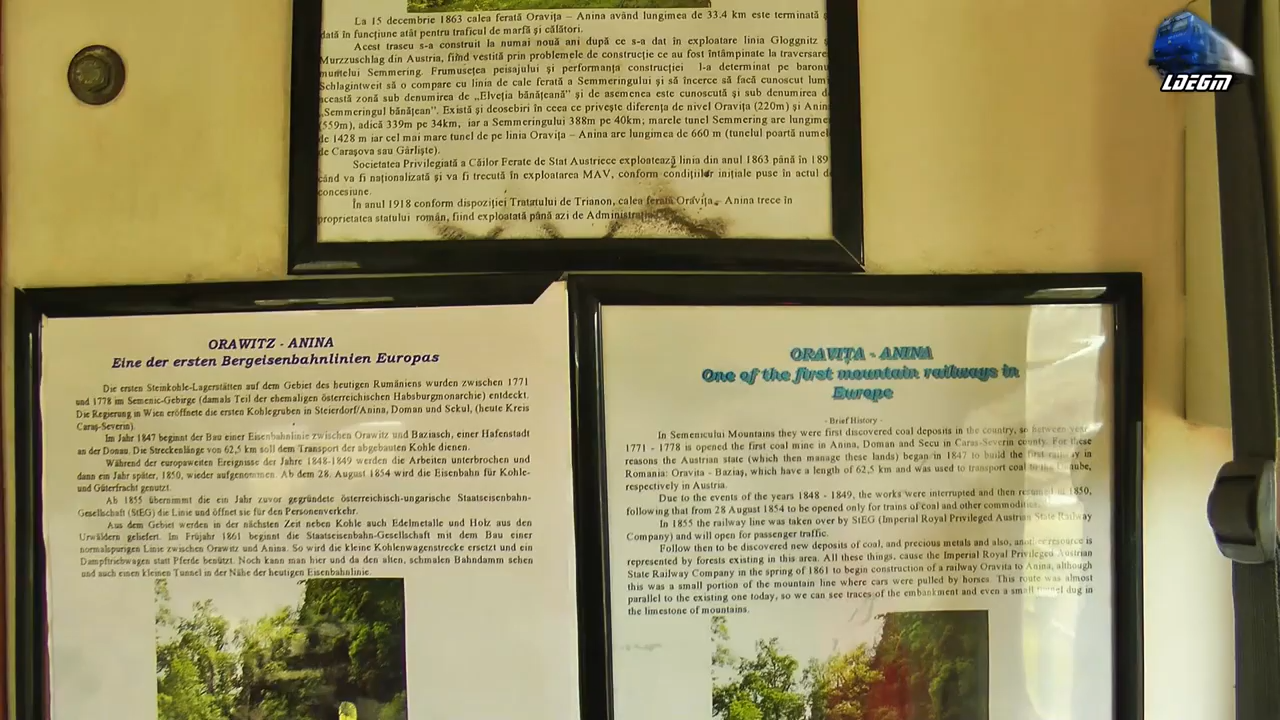 La 15 decembrie 1863 calea ferată Oravița – Anina având lungimea de 33.4 km este terminată
dată în funcțiune atât pentru traficul de marfă și călători.
Acest traseu s-a construit la numai nouă ani după ce s-a dat în exploatare linia Gloggnitz
Murzzuschlag din Austria, fiind vestită prin problemele de construcție ce au fost întâmpinate la traversare
muntelui Semmering. Frumusețea peisajului și performanța construcției l-a determinat pe baronu
Schlagintweit să o compare cu linia de cale ferată a Semmeringului și să încerce să facă cunoscut lum
această zonă sub denumirea de „Elveția bănățeană” și de asemenea este cunoscută și sub denumirea d
„Semmeringul bănățean”. Există și deosebiri în ceea ce privește diferența de nivel Oravița (220m) și Anin
(559m), adică 339m pe 34km, iar a Semmeringului 388m pe 40km; marele tunel Semmering are lungime
de 1428 m iar cel mai mare tunel de pe linia Oravița – Anina are lungimea de 660 m (tunelul poartă numel
de Carașova sau Gârliște).
Societatea Privilegiată a Căilor Ferate de Stat Austriece exploatează linia din anul 1863 până în 189
când va fi naționalizată și va fi trecută în exploatarea MAV, conform condițiilor inițiale puse în actul d
concesiune.
În anul 1918 conform dispoziției Tratatului de Trianon, calea ferată Oravița – Anina trece în
proprietatea statului român, fiind exploatată până azi de
LDEGM
ORAWITZ - ANINA
Eine der ersten Bergeisenbahnlinien Europas
Die ersten Steinkohle-Lagerstätten auf dem Gebiet des heutigen Rumäniens wurden zwischen 1771
und 1778 im Semenic-Gebirge (damals Teil der ehemaligen österreichischen Habsburgmonarchie) entdeckt.
Die Regierung in Wien eröffnete die ersten Kohlegruben in Steierdorf/Anina, Doman und Sekul, (heute Kreis
Caraș-Severin).
Im Jahr 1847 beginnt der Bau einer Eisenbahnlinie zwischen Orawitz und Baziasch, einer Hafenstadt
an der Donau. Die Streckenlänge von 62,5 km soll dem Transport der abgebauten Kohle dienen.
Während der europaweiten Ereignisse der Jahre 1848-1849 werden die Arbeiten unterbrochen und
dann ein Jahr später, 1850, wieder aufgenommen. Ab dem 28. August 1854 wird die Eisenbahn für Kohle-
und Güterfracht genutzt.
Ab 1855 übernimmt die ein Jahr zuvor gegründete österreichisch-ungarische Staatseisenbahn-
Gesellschaft (StEG) die Linie und öffnet sie für den Personenverkehr.
Aus dem Gebiet werden in der nächsten Zeit neben Kohle auch Edelmetalle und Holz aus den
Urwäldern geliefert. Im Früjahr 1861 beginnt die Staatseisenbahn-Gesellschaft mit dem Bau einer
normalspurigen Linie zwischen Orawitz und Anina. So wird die kleine Kohlenwagenstrecke ersetzt und ein
Dampftriebwagen statt Pferde benützt. Noch kann man hier und da den alten, schmalen Bahndamm sehen
und auch einen kleinen Tunnel in der Nähe der heutigen Eisenbahnlinie.
ORAVIȚA - ANINA
One of the first mountain railways in
Europe
- Brief History -
In Semenicului Mountains they were first discovered coal deposits in the country, so between year
1771 - 1778 is opened the first coal mine in Anina, Doman and Secu in Caras-Severin county. For these
reasons the Austrian state (which then manage these lands) began in 1847 to build the first railway in
Romania: Oravita - Baziaș, which have a length of 62,5 km and was used to transport coal to the Danube,
respectively in Austria.
Due to the events of the years 1848 - 1849, the works were interrupted and then resumed in 1850,
following that from 28 August 1854 to be opened only for trains of coal and other commodities.
In 1855 the railway line was taken over by StEG (Imperial Royal Privileged Austrian State Railway
Company) and will open for passenger traffic.
Follow then to be discovered new deposits of coal, and precious metals and also, another resource is
represented by forests existing in this area. All these things, cause the Imperial Royal Privileged Austrian
State Railway Company in the spring of 1861 to begin construction of a railway Oravita to Anina, although
this was a small portion of the mountain line where cars were pulled by horses. This route was almost
parallel to the existing one today, so we can see traces of the embankment and even a small tunnel dug in
the limestone of mountains.